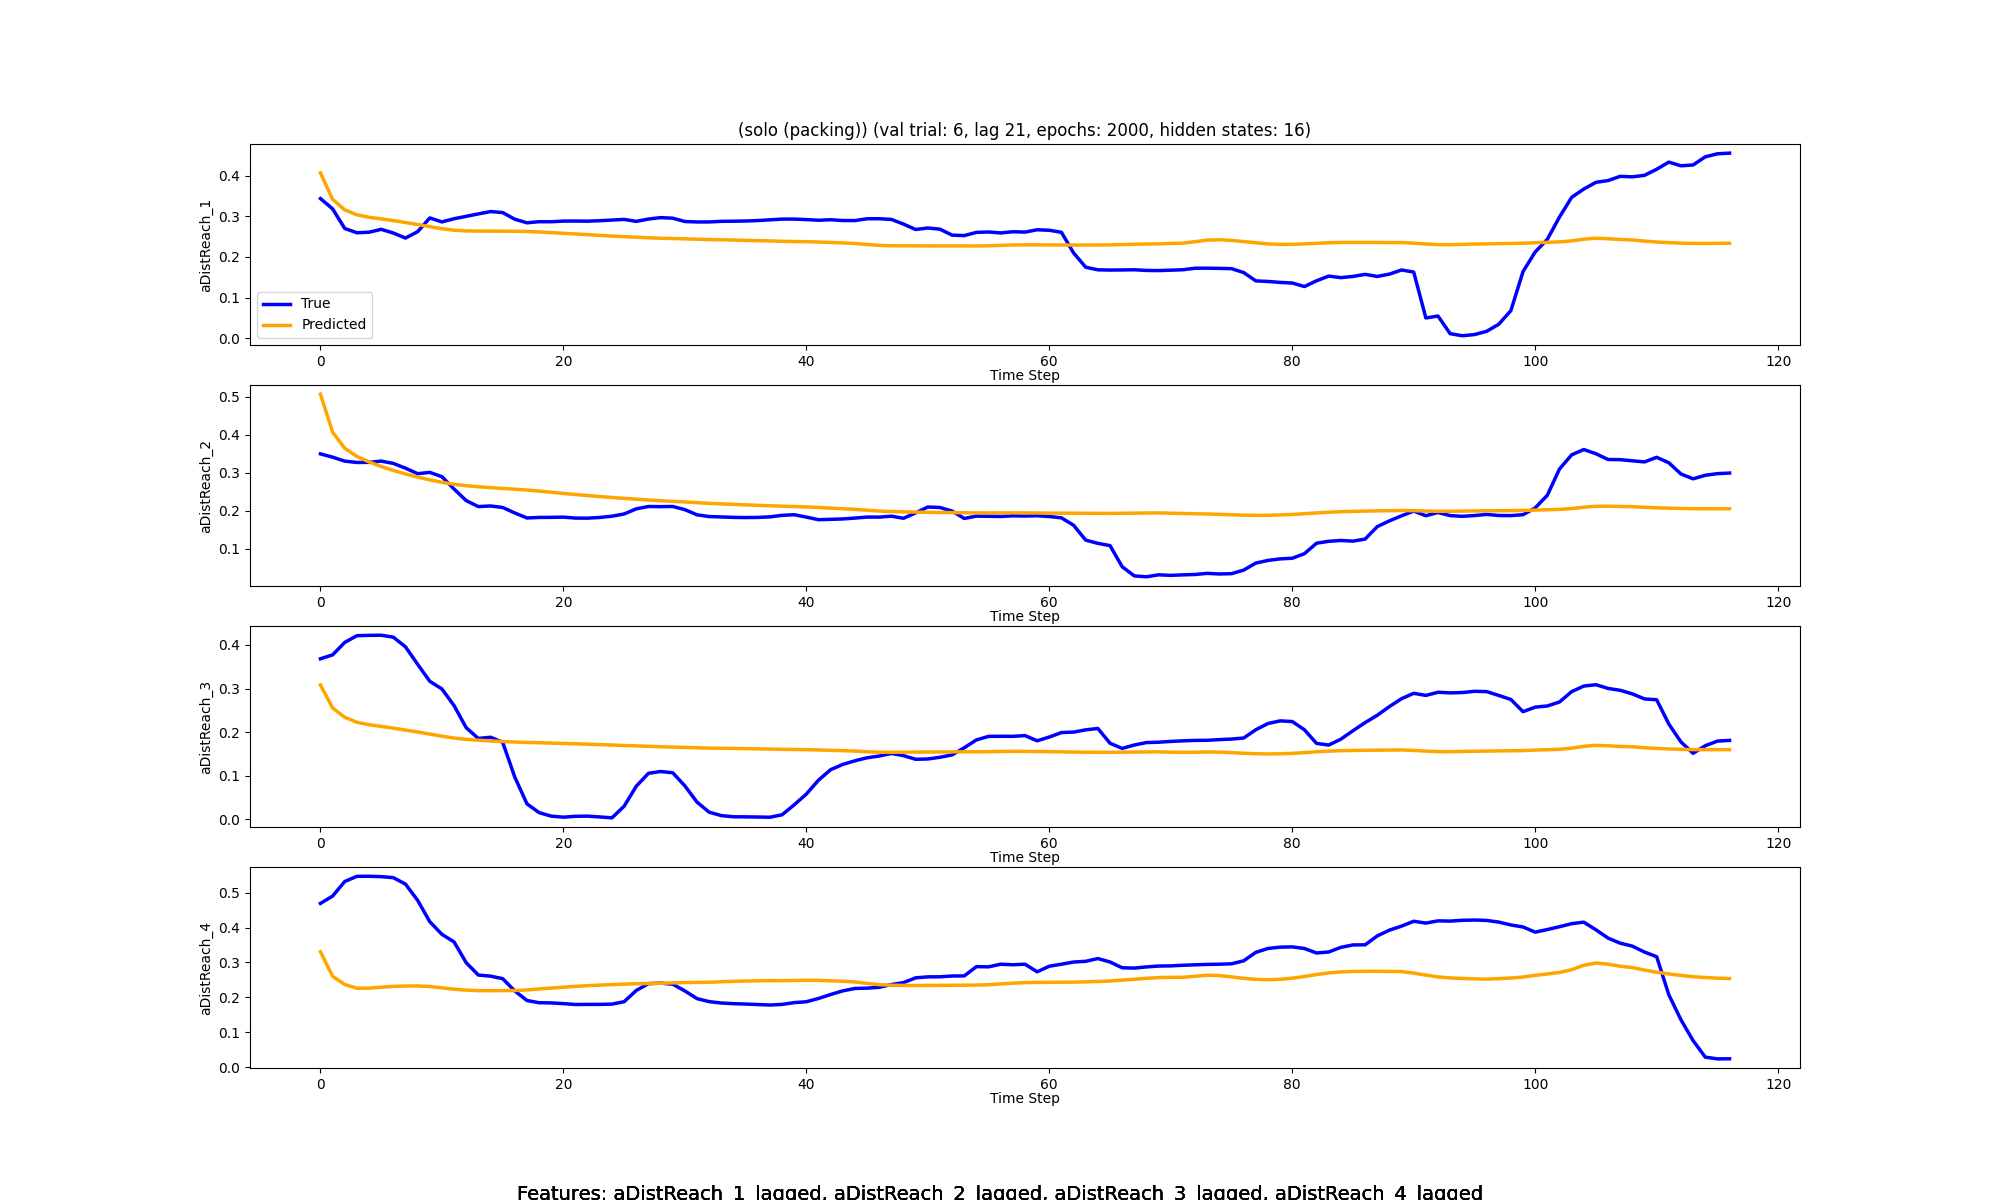 (solo (packing)) (val trial: 6, lag 21, epochs: 2000, hidden states: 16)
aDistReach_1
0.4
0.3
0.2
0.1
0.0
True
Predicted
0 20 40 60 80 100 120
Time Step
aDistReach_2
0.5
0.4
0.3
0.2
0.1
0 20 40 60 80 100 120
Time Step
aDistReach_3
0.4
0.3
0.2
0.1
0.0
0 20 40 60 80 100 120
Time Step
aDistReach_4
0.5
0.4
0.3
0.2
0.1
0.0
0 20 40 60 80 100 120
Time Step
Features: aDistReach_1_lagged, aDistReach_2_lagged, aDistReach_3_lagged, aDistReach_4_lagged